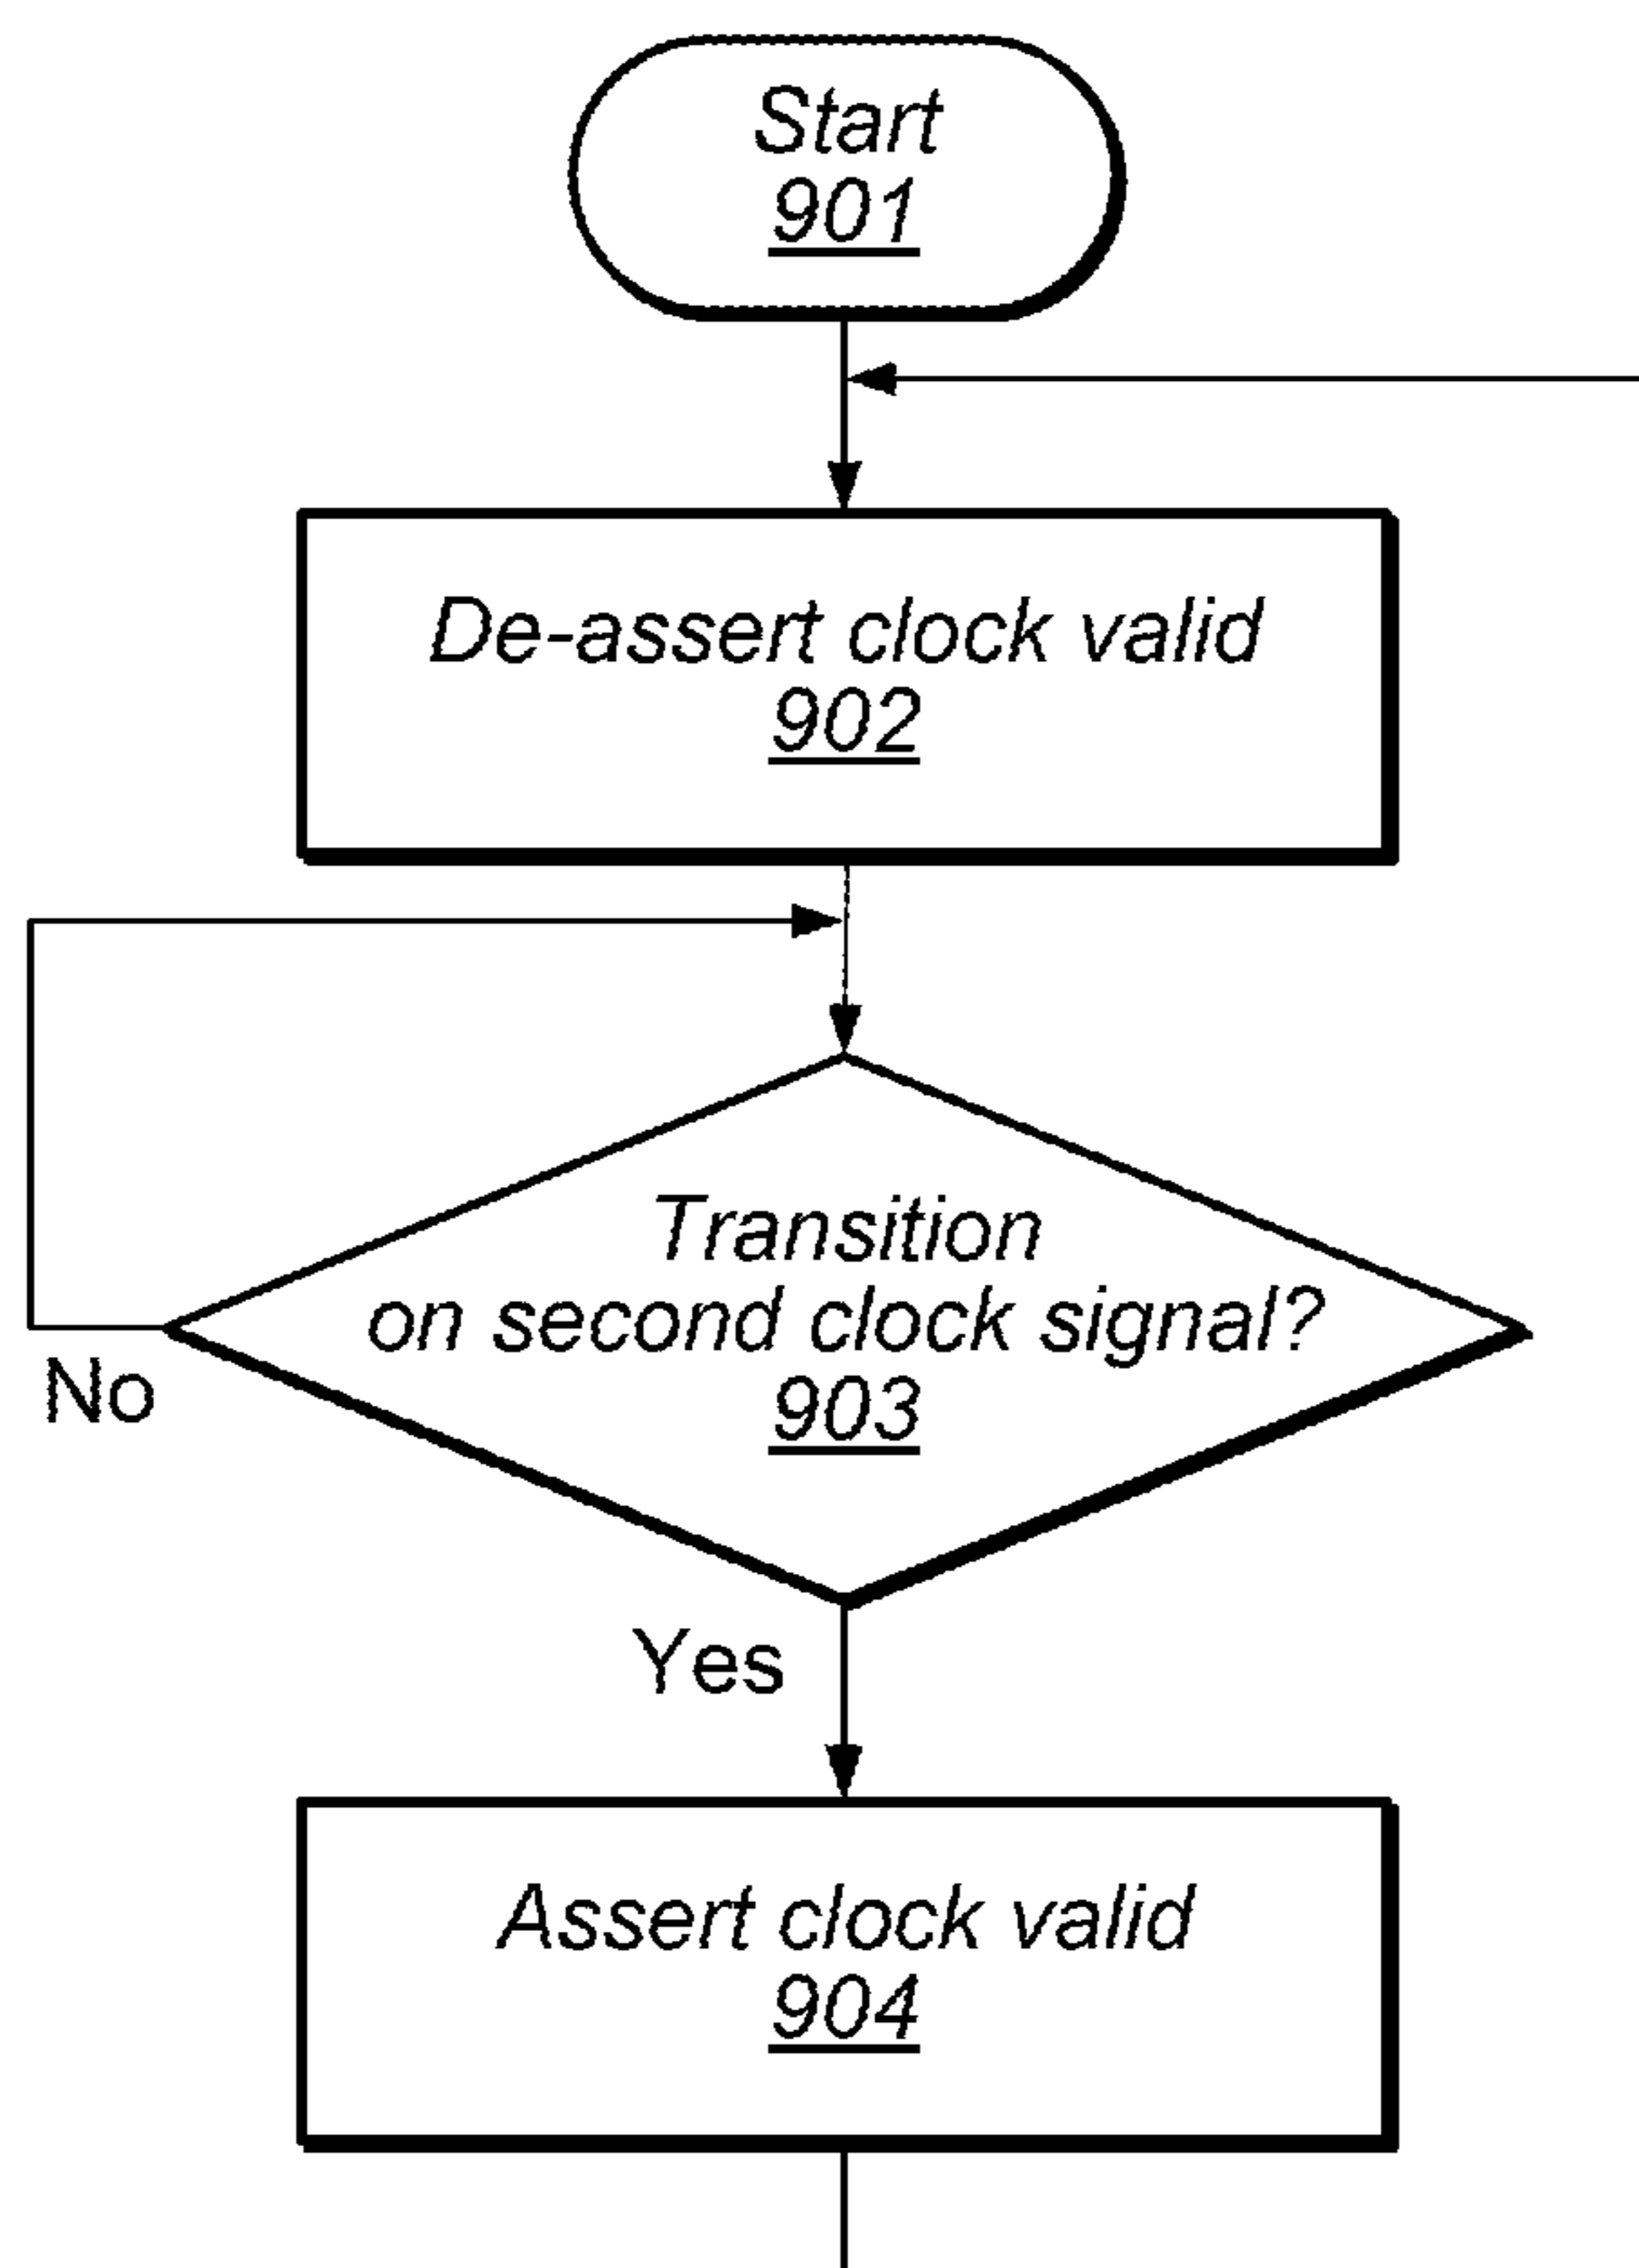 Start
901
De-assert clock valid
902
Transition
on second clock signal?
903
No
Yes
Assert clock valid
904